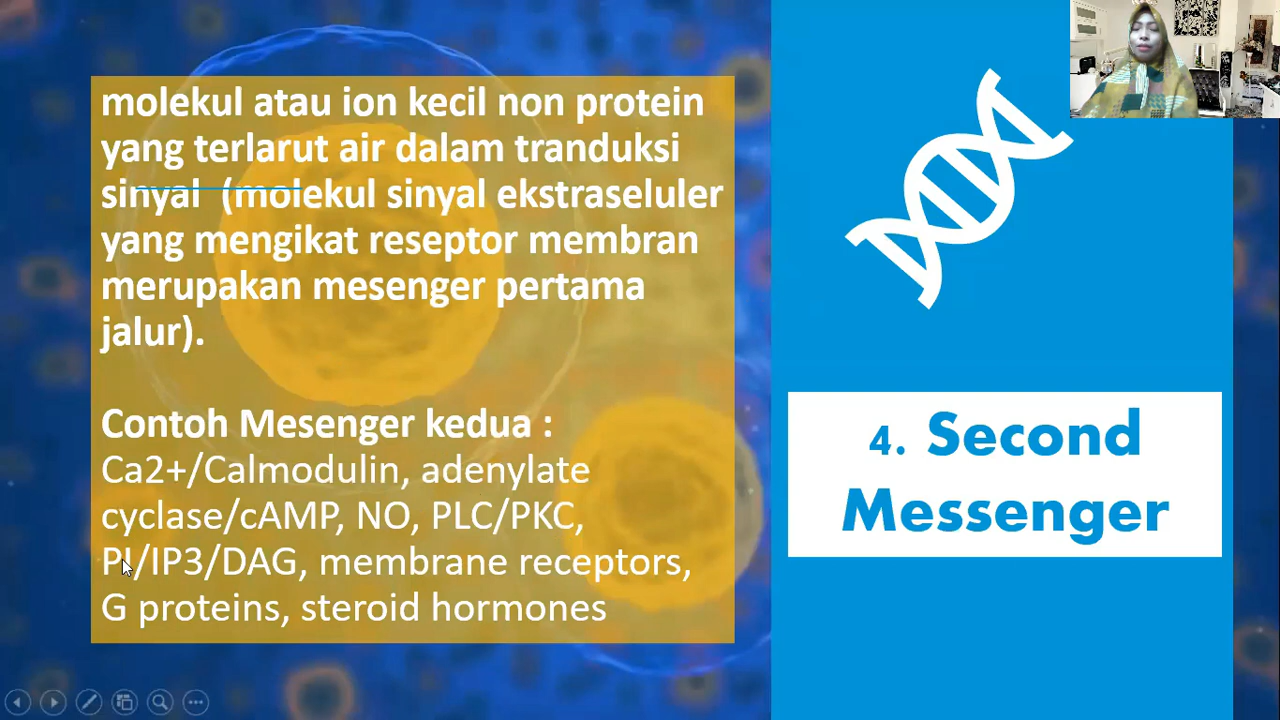 molekul atau ion kecil non protein
yang terlarut air dalam tranduksi
sinyal (molekul sinyal ekstraseluler
yang mengikat reseptor membran
merupakan mesenger pertama
jalur).
Contoh Mesenger kedua :
Ca2+/Calmodulin, adenylate
cyclase/cAMP, NO, PLC/PKC,
PI/IP3/DAG, membrane receptors,
G proteins, steroid hormones
4. Second
Messenger